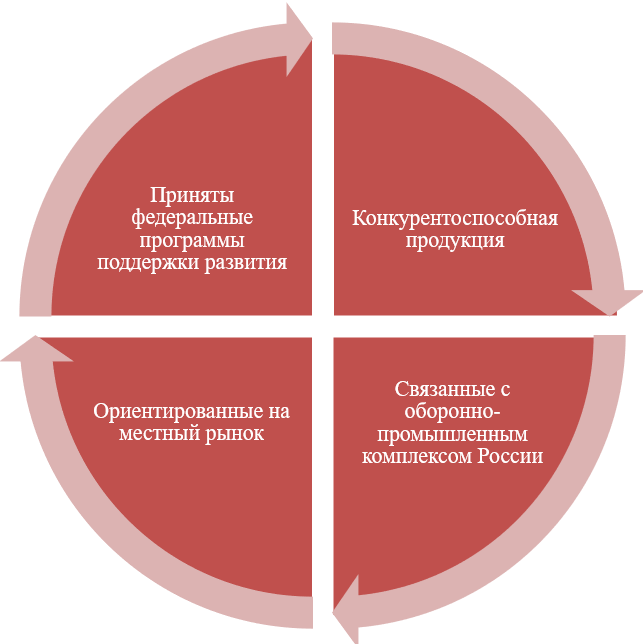 Приняты
федеральные
программы
поддержки развития
Конкурентоспособная
продукция
Ориентированные на
местный рынок
Связанные с
оборонно-
промышленным
комплексом России